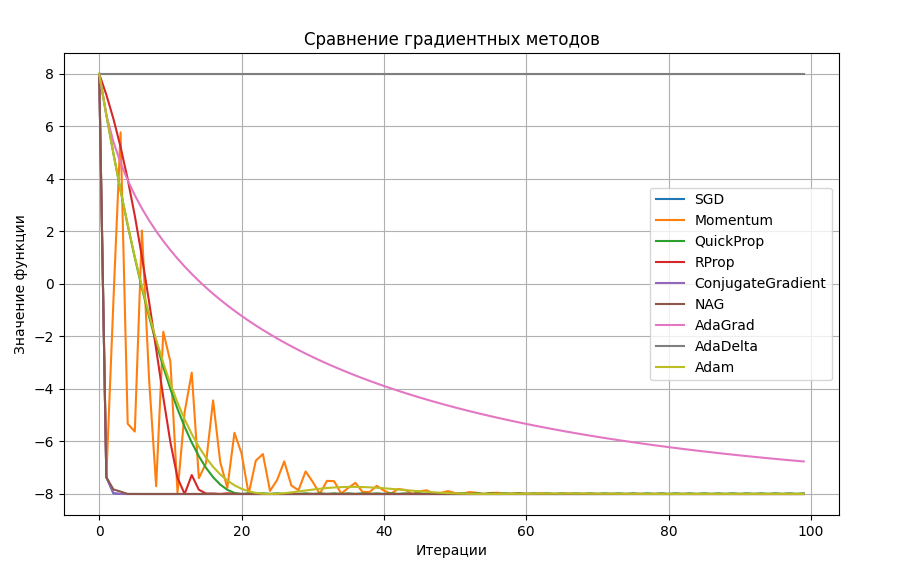 Сравнение градиентных методов
Значение функции
8
6
4
2
0
−2
−4
−6
−8
SGD
Momentum
QuickProp
RProp
ConjugateGradient
NAG
AdaGrad
AdaDelta
Adam
0 20 40 60 80 100
Итерации